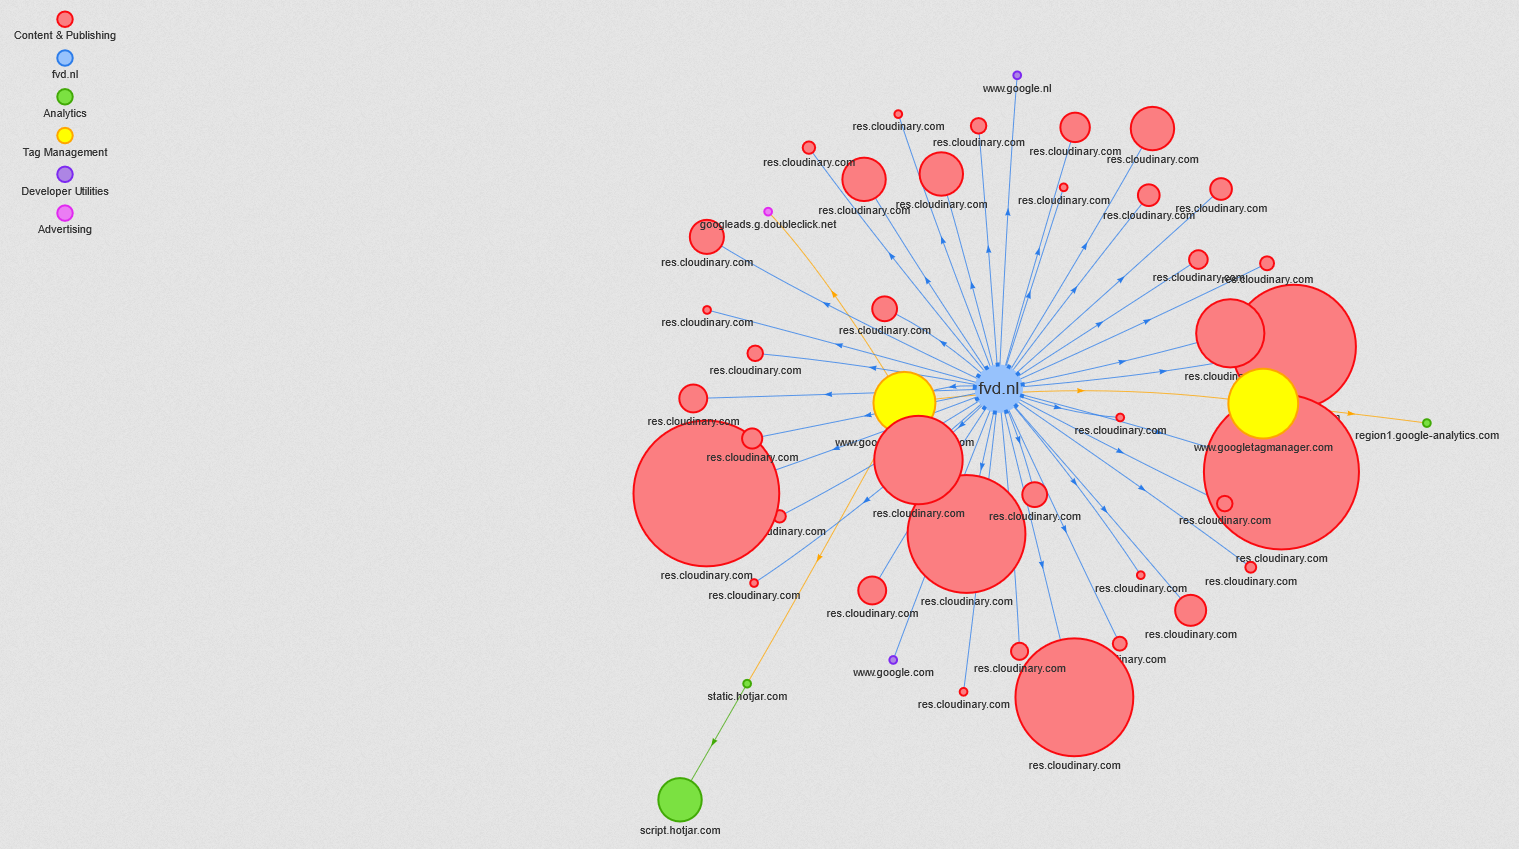 Content & Publishing
fvd.nl
Analytics
Tag Management
Developer Utilities
Advertising
www.google.nl
res.cloudinary.com
res.cloudinary.com
res.cloudinary.com
res.cloudinary.com
res.cloudinary.com
res.cloudinary.com
res.cloudinary.com
res.cloudinary.com
res.cloudinary.com
res.cloudinary.com
res.cloudinary.com
googleads.g.doubleclick.net
res.cloudinary.com
res.cloudinary.com
res.cloudinary.com
res.cloudinary.com
res.cloudinary.com
res.cloudinary.com
fvd.nl
res.cloudinary.com
res.cloudinary.com
region1.google-analytics.com
www.googletagmanager.com
res.cloudinary.com
res.cloudinary.com
res.cloudinary.com
res.cloudinary.com
res.cloudinary.com
res.cloudinary.com
res.cloudinary.com
res.cloudinary.com
res.cloudinary.com
res.cloudinary.com
res.cloudinary.com
res.cloudinary.com
res.cloudinary.com
www.google.com
res.cloudinary.com
static.hotjar.com
res.cloudinary.com
res.cloudinary.com
script.hotjar.com